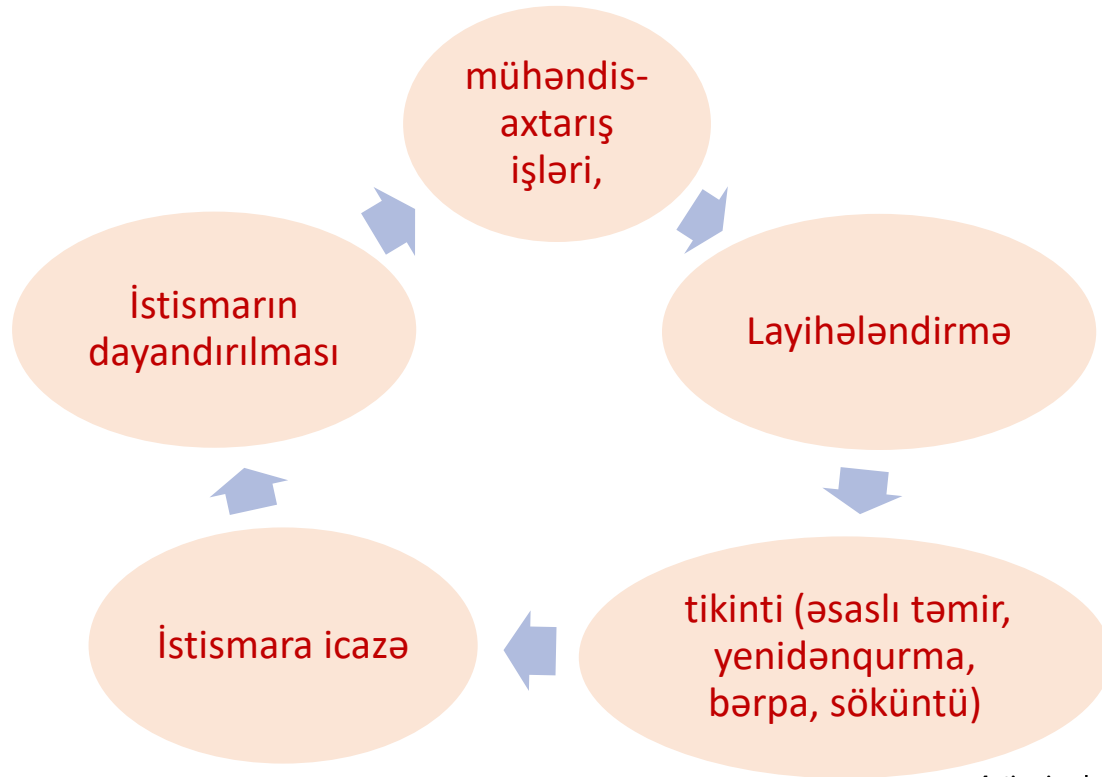 mühəndis-
axtarış
işləri,
Layihələndirmə
tikinti (əsaslı təmir,
yenidənqurma,
bərpa, söküntü)
İstismara icazə
İstismarın
dayandırılması